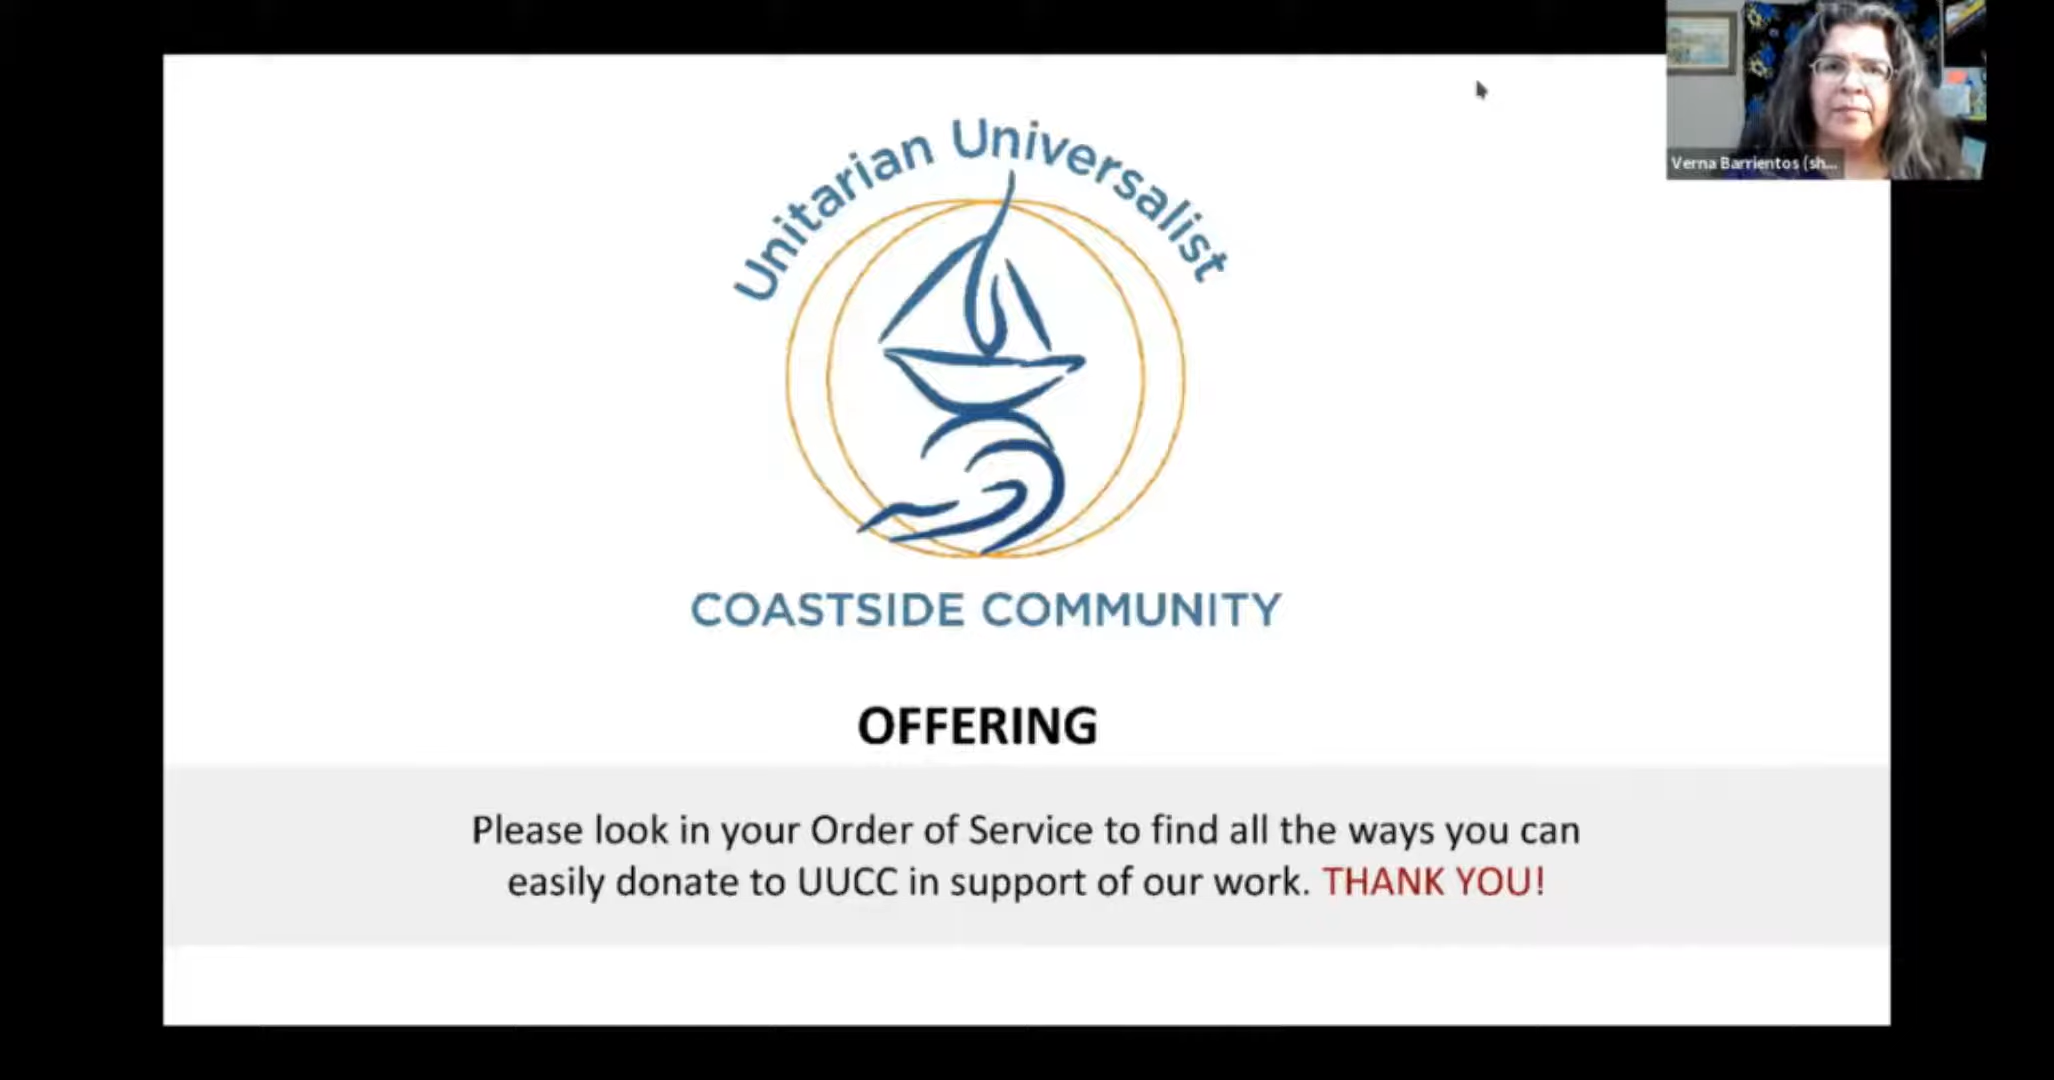 Unitarian Universalist
COASTSIDE COMMUNITY
OFFERING
Please look in your Order of Service to find all the ways you can
easily donate to UUCC in support of our work. THANK YOU!
Verna Barrientos (sh...